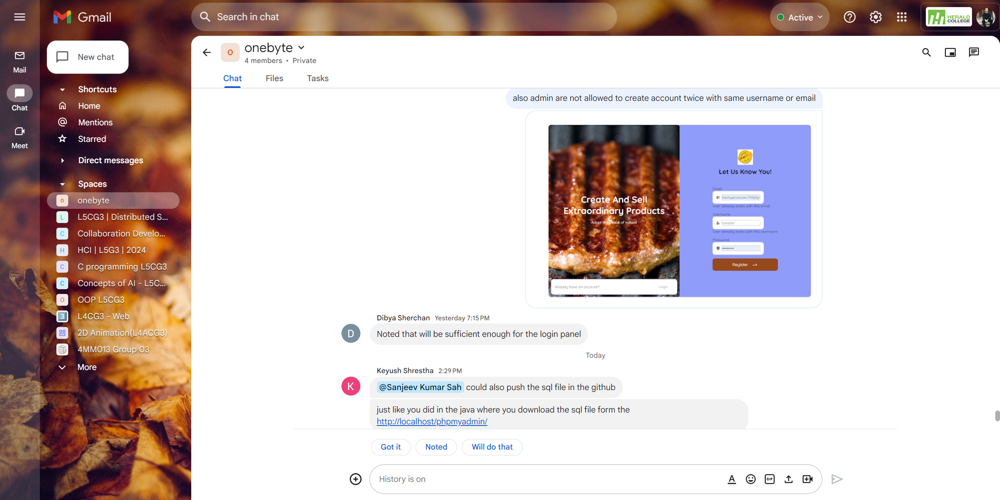 Gmail
Search in chat
Active
HERALD
COLLEGE
Mail
Chat
Meet
New chat
Shortcuts
Home
Mentions
Starred
Direct messages
Spaces
o
onebyte
L
L5CG3 | Distributed S...
C
Collaboration Develo...
H
HCI | L5G3 | 2024
C
C programming L5CG3
C
Concepts of AI - L5C...
O
OOP L5CG3
3
L4CG3 - Web
2D Animation(L4ACG3)
4MM013 Group 03
More
o
onebyte
4 members • Private
Chat
Files
Tasks
also admin are not allowed to create account twice with same username or email
Create And Sell
Extraordinary Products
Adopt the peace of nature!
Already have an account?
Login
Let Us Know You!
Email
rauniyarsanjeev742@gr
User already exists with this email
Username
sanjeev
User already exists with this username
Password
Register
Dibya Sherchan Yesterday 7:15 PM
D
Noted that will be sufficient enough for the login panel
Today
Keyush Shrestha 2:29 PM
K
@Sanjeev Kumar Sah could also push the sql file in the github
just like you did in the java where you download the sql file form the
http://localhost/phpmyadmin/
Got it
Noted
Will do that
History is on
A
GIF